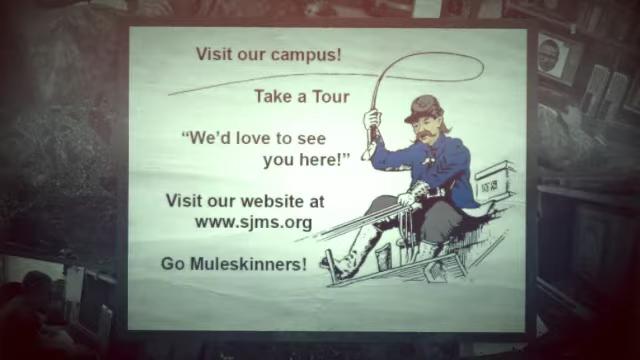 Visit our campus!
Take a Tour
“We’d love to see
you here!”
Visit our website at
www.sjms.org
Go Muleskinners!